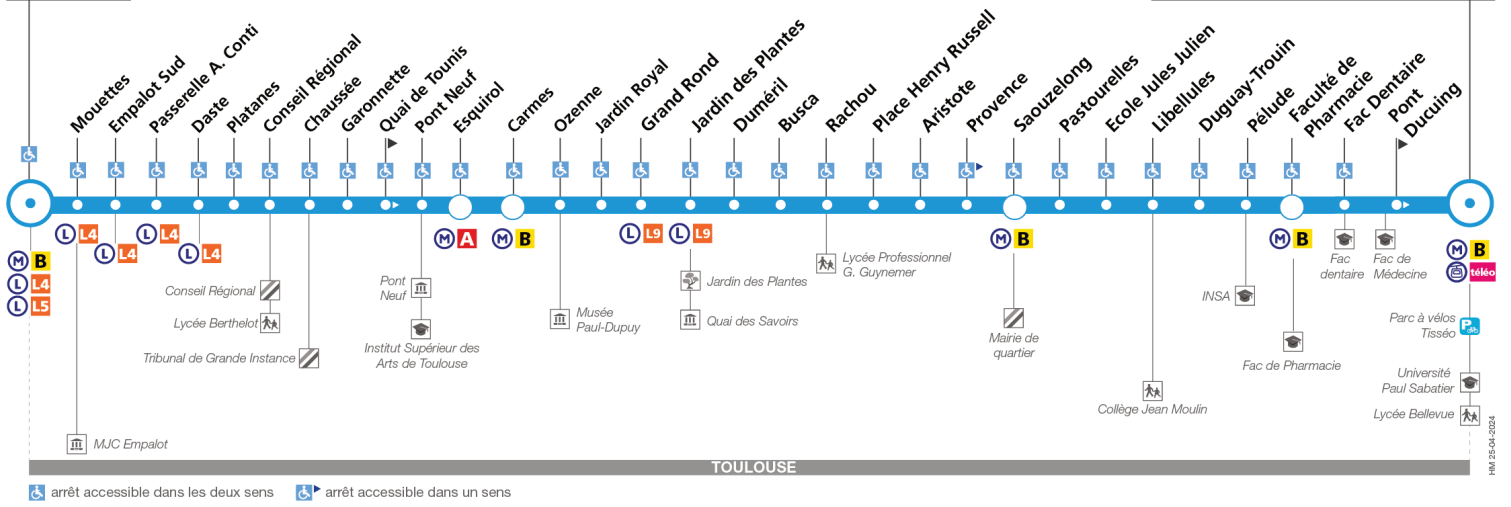 Mouettes
Empalot Sud
Passerelle A. Conti
Daste
Platanes
Conseil Régional
Chaussée
Garonnette
Quai de Tounis
Pont Neuf
Esquirol
Carmes
Ozenne
Jardin Royal
Grand Rond
Jardin des Plantes
Duméril
Busca
Rachou
Place Henry Russell
Aristote
Provence
Saouzelong
Pastourelles
Ecole Jules Julien
Libellules
Duguay-Trouin
Pélude
Faculté de
Pharmacie
Fac Dentaire
Pont
Ducuing
M B
L L4
L L5
L L4
L L4
L L4
L L4
M A
M B
L L9
L L9
M B
M B
M B
téléo
Conseil Régional
Lycée Berthelot
Tribunal de Grande Instance
MJC Empalot
Pont
Neuf
Institut Supérieur des
Arts de Toulouse
Musée
Paul-Dupuy
Jardin des Plantes
Quai des Savoirs
Lycée Professionnel
G. Guynemer
Mairie de
quartier
Collège Jean Moulin
INSA
Fac de Pharmacie
Fac
dentaire
Fac de
Médecine
Parc à vélos
Tisséo
P
Université
Paul Sabatier
Lycée Bellevue
HM 25-04-2024
TOULOUSE
arrêt accessible dans les deux sens
arrêt accessible dans un sens